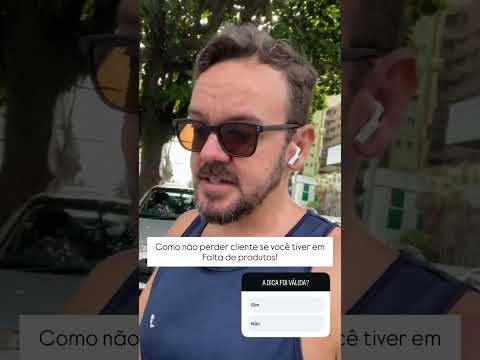 Como não perder cliente se você tiver em
Falta de produtos!
A DICA FOI VÁLIDA?
Sim
Não
Como não
você tiver em